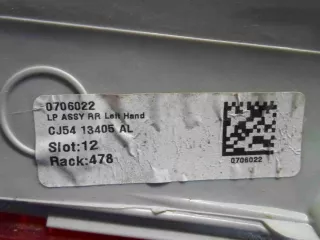 0706022
LP ASSY RR Left Hand
CJ54 13405 AL
Slot:12
Rack:478
0706022